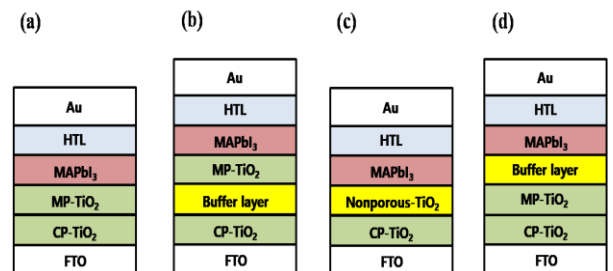 (a)
Au
HTL
MAPbI₃
MP-TiO₂
CP-TiO₂
FTO
(b)
Au
HTL
MAPbI₃
MP-TiO₂
Buffer layer
CP-TiO₂
FTO
(c)
Au
HTL
MAPbI₃
Nonporous-TiO₂
CP-TiO₂
FTO
(d)
Au
HTL
MAPbI₃
Buffer layer
MP-TiO₂
CP-TiO₂
FTO